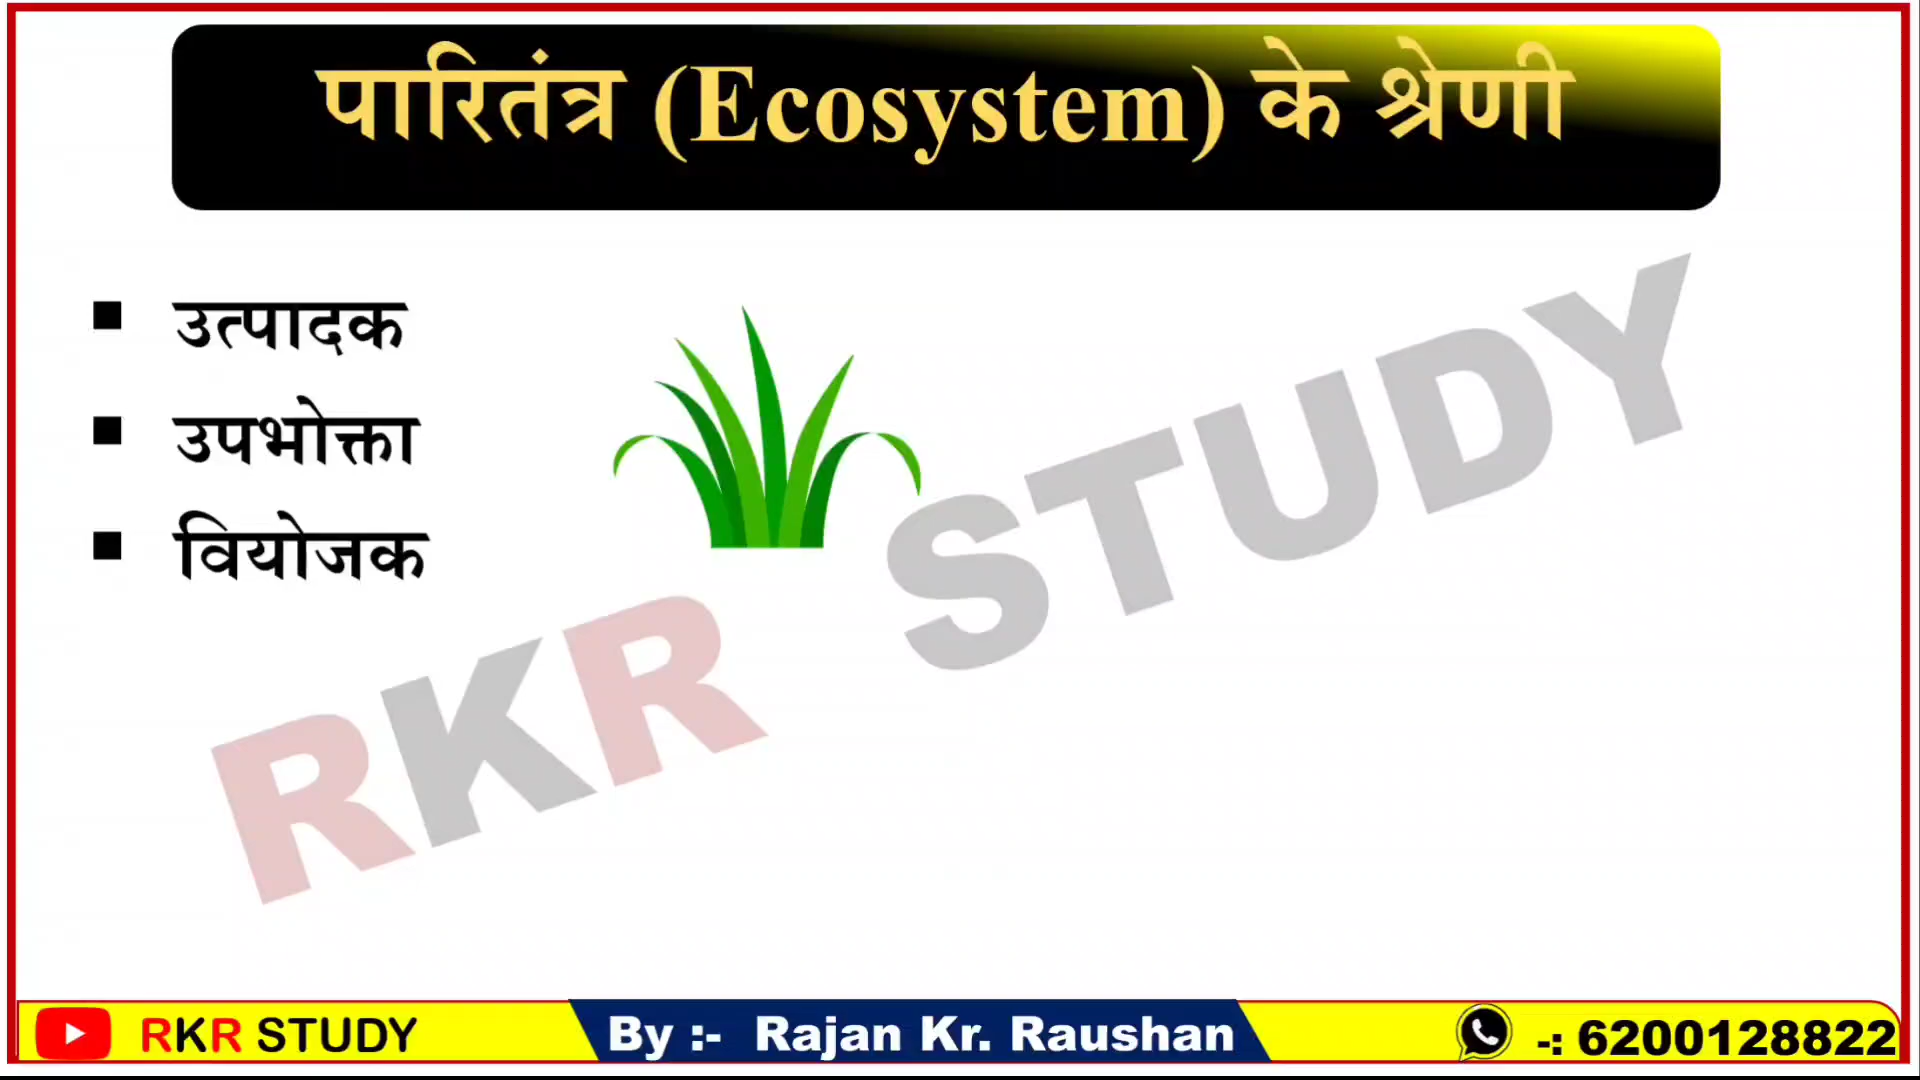 पारितंत्र (Ecosystem) के श्रेणी
▪ उत्पादक
▪ उपभोक्ता
▪ वियोजक
RKR STUDY
RKR STUDY
By :- Rajan Kr. Raushan
-: 6200128822